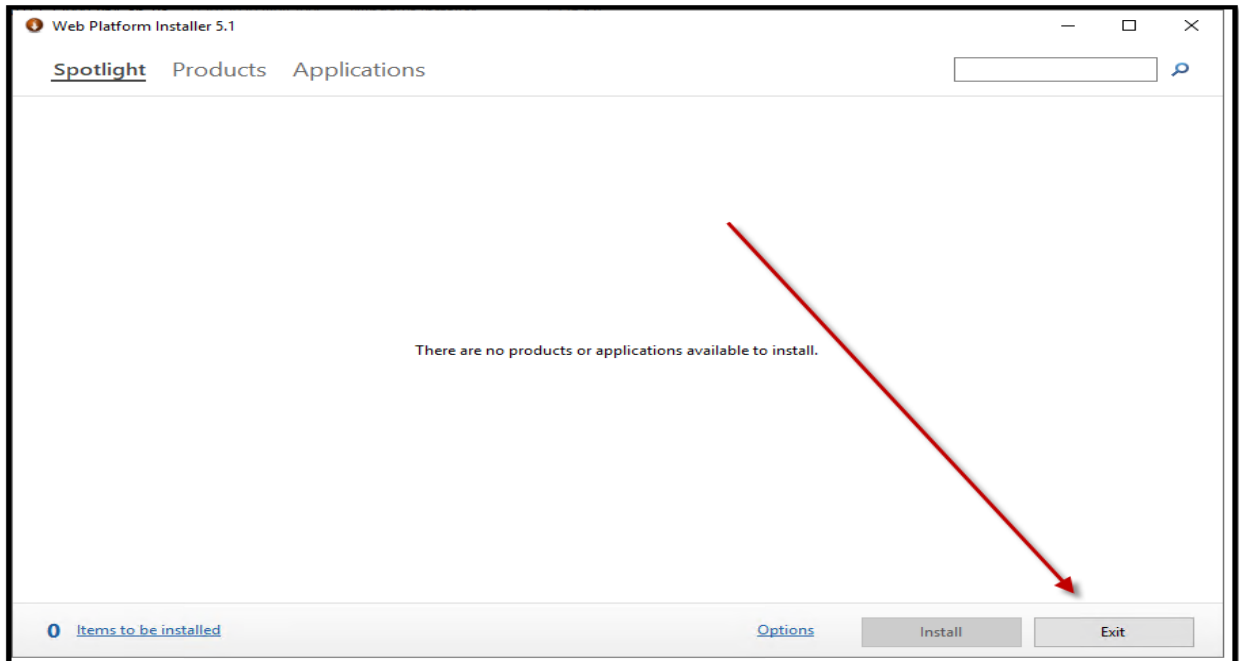 Web Platform Installer 5.1
Spotlight Products Applications
There are no products or applications available to install.
0 Items to be installed Options Install Exit